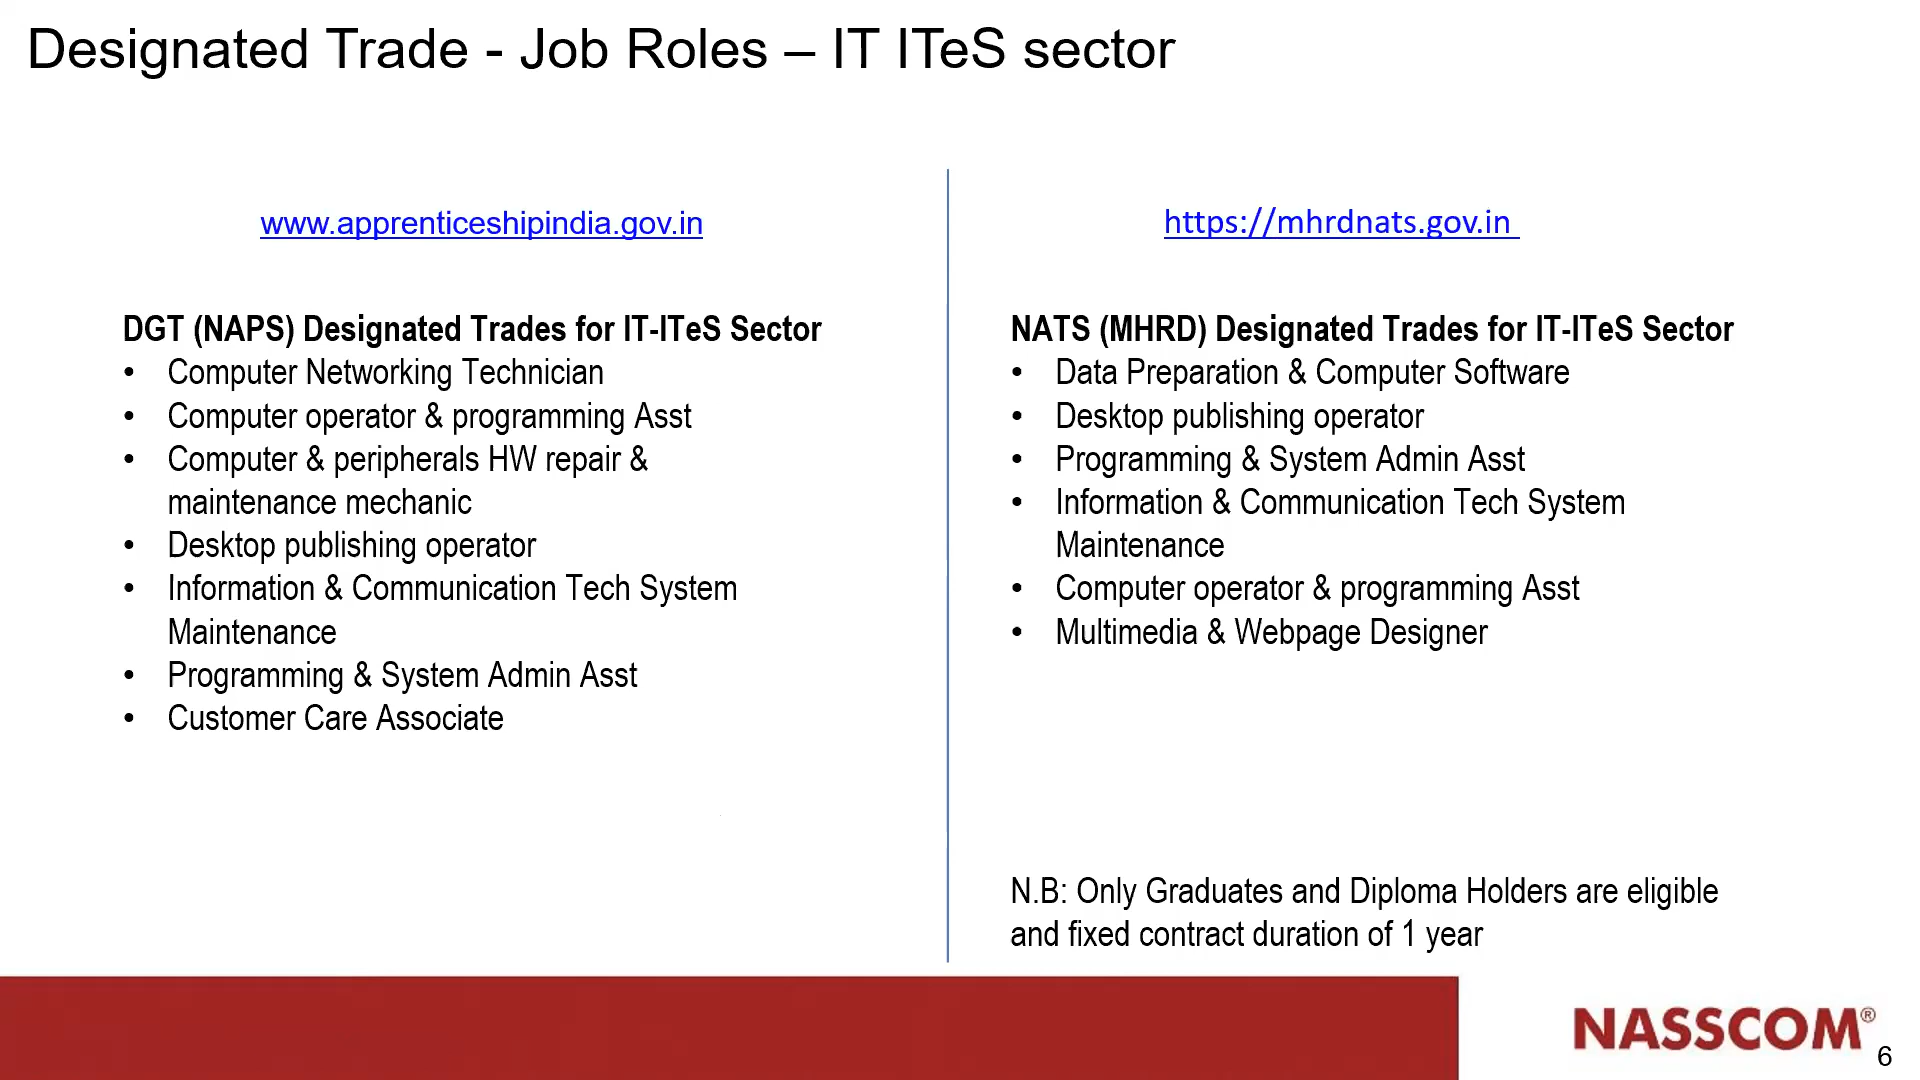 Designated Trade - Job Roles – IT ITeS sector
www.apprenticeshipindia.gov.in
DGT (NAPS) Designated Trades for IT-ITeS Sector
• Computer Networking Technician
• Computer operator & programming Asst
• Computer & peripherals HW repair &
maintenance mechanic
• Desktop publishing operator
• Information & Communication Tech System
Maintenance
• Programming & System Admin Asst
• Customer Care Associate
https://mhrdnats.gov.in
NATS (MHRD) Designated Trades for IT-ITeS Sector
• Data Preparation & Computer Software
• Desktop publishing operator
• Programming & System Admin Asst
• Information & Communication Tech System
Maintenance
• Computer operator & programming Asst
• Multimedia & Webpage Designer
N.B: Only Graduates and Diploma Holders are eligible
and fixed contract duration of 1 year
NASSCOM®
6